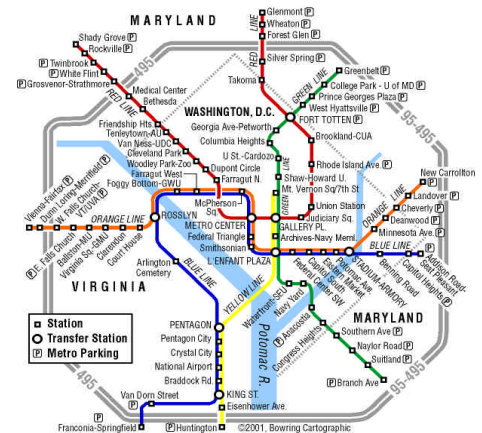 MARYLAND
Glenmont P
Wheaton P
Forest Glen P
RED LINE
Silver Spring P
Takoma
Shady Grove P
Rockville P
P Twinbrook
P White Flint
P Grosvenor-Strathmore
RED LINE
495
495
Medical Center
Bethesda
Friendship Hts.
Tenleytown-AU
Van Ness-UDC
Cleveland Park
Woodley Park-Zoo
Dupont Circle
Farragut West
Farragut N.
Foggy Bottom-GWU
WASHINGTON, D.C.
GREEN LINE
Greenbelt P
College Park - U of MD P
Prince Georges Plaza P
West Hyattsville P
FORT TOTTEN P
95-495
Georgia Ave-Petworth
Columbia Heights
Brookland-CUA
U St.-Cardozo
Shaw-Howard U.
Mt. Vernon Sq/7th St
GREEN LINE
Rhode Island Ave P
Union Station
Judiciary Sq.
GALLERY PL.
Archives-Navy Meml.
McPherson Sq.
METRO CENTER
Federal Triangle
Smithsonian
L'ENFANT PLAZA
New Carrollton
P
Landover P
Cheverly P
Deanwood P
Minnesota Ave. P
ORANGE LINE
BLUE LINE
Vienna-Fairfax P
Dunn Loring-Merrifield P
W. Falls Church-VT/UVA P
ORANGE LINE
P E. Falls Church
Ballston-MU
Virginia Sq-GMU
Clarendon
Court House
ROSSLYN
Arlington Cemetery
BLUE LINE
VIRGINIA
YELLOW LINE
Federal Center SW
Capitol South
Eastern Market
Potomac Ave.
STADIUM-ARMORY
Benning Road
Capitol Heights P
Addison Road-Seat Pleasant
P
Waterfront-SEU
Navy Yard
P Anacostia
Congress Heights
MARYLAND
Southern Ave P
Naylor Road P
Suitland P
P Branch Ave
Potomac R.
PENTAGON
Pentagon City
Crystal City
National Airport
Braddock Rd.
KING ST.
Eisenhower Ave.
Van Dorn Street P
P
Franconia-Springfield
P Huntington
Station
Transfer Station
P Metro Parking
495
95-495
©2001, Bowring Cartographic